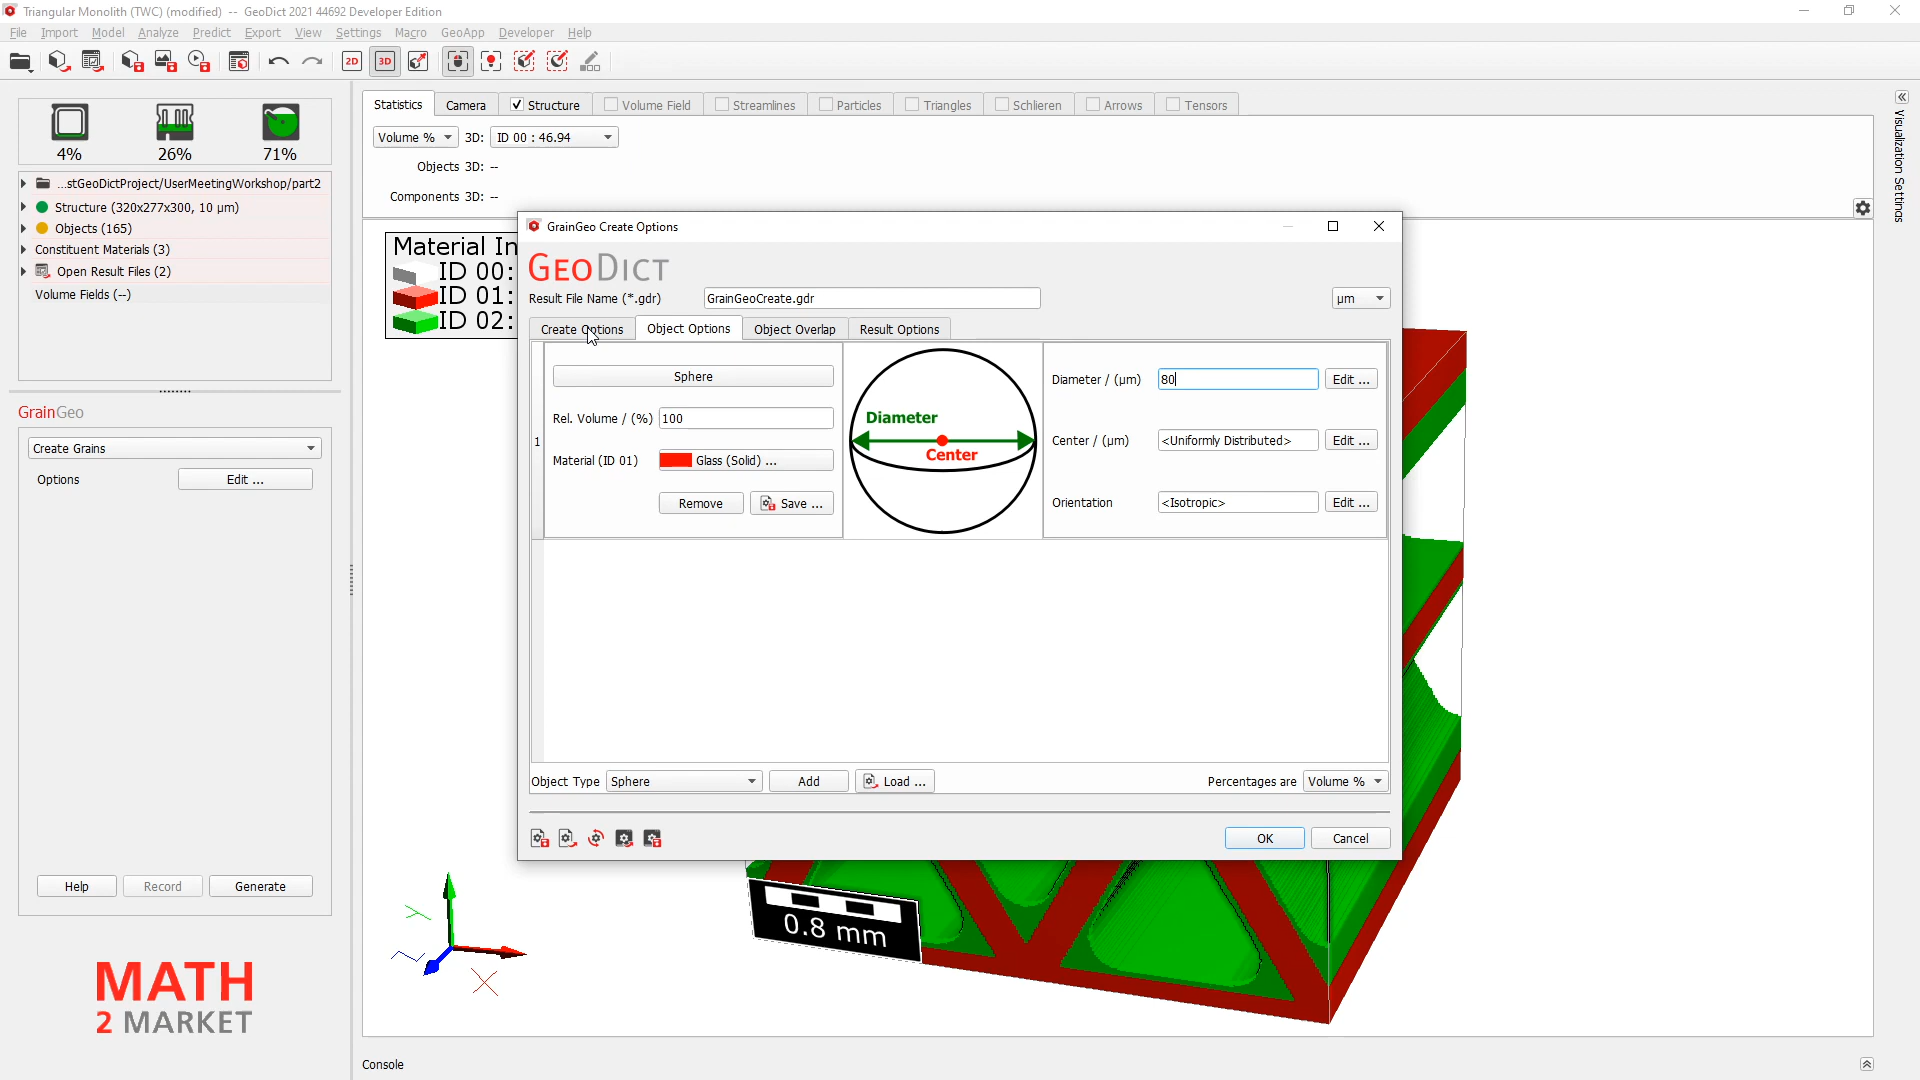 Triangular Monolith (TWC) (modified) -- GeoDict 2021 44692 Developer Edition
File Import Model Analyze Predict Export View Settings Macro GeoApp Developer Help
2D 3D
4% 26% 71%
...stGeoDictProject/UserMeetingWorkshop/part2
Structure (320x277x300, 10 µm)
Objects (165)
Constituent Materials (3)
Open Result Files (2)
Volume Fields (--)
GrainGeo
Create Grains
Options Edit ...
Help Record Generate
MATH
2 MARKET
Statistics Camera Structure Volume Field Streamlines Particles Triangles Schlieren Arrows Tensors
Volume % 3D: ID 00 : 46.94
Objects 3D: --
Components 3D: --
Visualization Settings
Material In
ID 00:
ID 01:
ID 02:
GrainGeo Create Options
GEODICT
Result File Name (*.gdr) GrainGeoCreate.gdr µm
Create Options Object Options Object Overlap Result Options
1
Sphere
Rel. Volume / (%) 100
Material (ID 01) Glass (Solid) ...
Remove Save ...
Diameter
Center
Diameter / (µm) 80 Edit ...
Center / (µm) <Uniformly Distributed> Edit ...
Orientation <Isotropic> Edit ...
Object Type Sphere Add Load ... Percentages are Volume %
OK Cancel
0.8 mm
Console